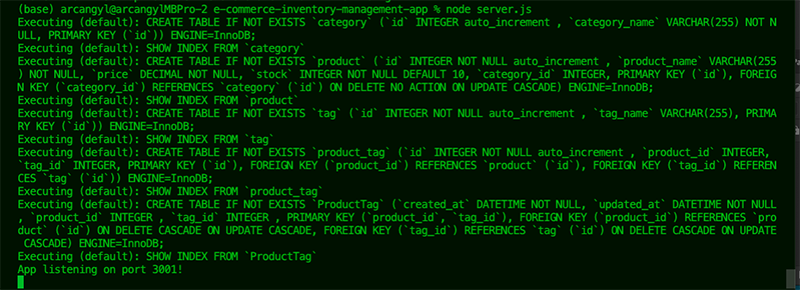 (base) arcangyl@arcangylMBPro-2 e-commerce-inventory-management-app % node server.js
Executing (default): CREATE TABLE IF NOT EXISTS `category` (`id` INTEGER auto_increment , `category_name` VARCHAR(255) NOT N
ULL, PRIMARY KEY (`id`)) ENGINE=InnoDB;
Executing (default): SHOW INDEX FROM `category`
Executing (default): CREATE TABLE IF NOT EXISTS `product` (`id` INTEGER NOT NULL auto_increment , `product_name` VARCHAR(255
) NOT NULL, `price` DECIMAL NOT NULL, `stock` INTEGER NOT NULL DEFAULT 10, `category_id` INTEGER, PRIMARY KEY (`id`), FOREIG
N KEY (`category_id`) REFERENCES `category` (`id`) ON DELETE NO ACTION ON UPDATE CASCADE) ENGINE=InnoDB;
Executing (default): SHOW INDEX FROM `product`
Executing (default): CREATE TABLE IF NOT EXISTS `tag` (`id` INTEGER NOT NULL auto_increment , `tag_name` VARCHAR(255), PRIMA
RY KEY (`id`)) ENGINE=InnoDB;
Executing (default): SHOW INDEX FROM `tag`
Executing (default): CREATE TABLE IF NOT EXISTS `product_tag` (`id` INTEGER NOT NULL auto_increment , `product_id` INTEGER,
`tag_id` INTEGER, PRIMARY KEY (`id`), FOREIGN KEY (`product_id`) REFERENCES `product` (`id`), FOREIGN KEY (`tag_id`) REFEREN
CES `tag` (`id`)) ENGINE=InnoDB;
Executing (default): SHOW INDEX FROM `product_tag`
Executing (default): CREATE TABLE IF NOT EXISTS `ProductTag` (`created_at` DATETIME NOT NULL, `updated_at` DATETIME NOT NULL
, `product_id` INTEGER , `tag_id` INTEGER , PRIMARY KEY (`product_id`, `tag_id`), FOREIGN KEY (`product_id`) REFERENCES `pro
duct` (`id`) ON DELETE CASCADE ON UPDATE CASCADE, FOREIGN KEY (`tag_id`) REFERENCES `tag` (`id`) ON DELETE CASCADE ON UPDATE
 CASCADE) ENGINE=InnoDB;
Executing (default): SHOW INDEX FROM `ProductTag`
App listening on port 3001!